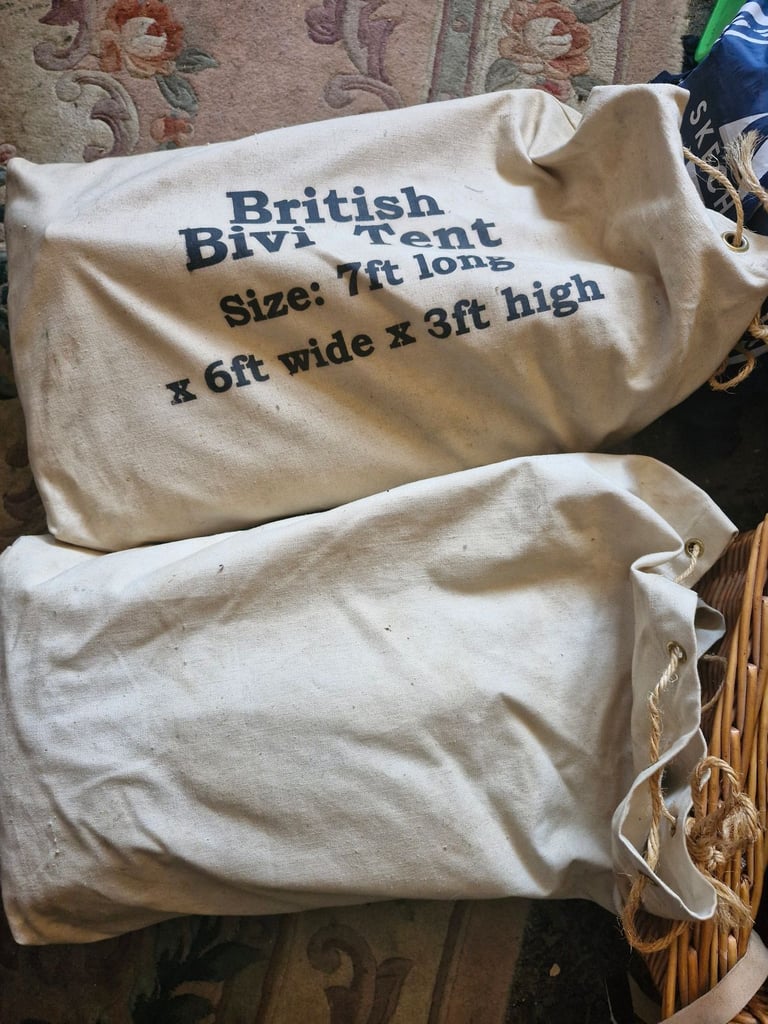 British
Bivi Tent
Size: 7ft long
x 6ft wide x 3ft high